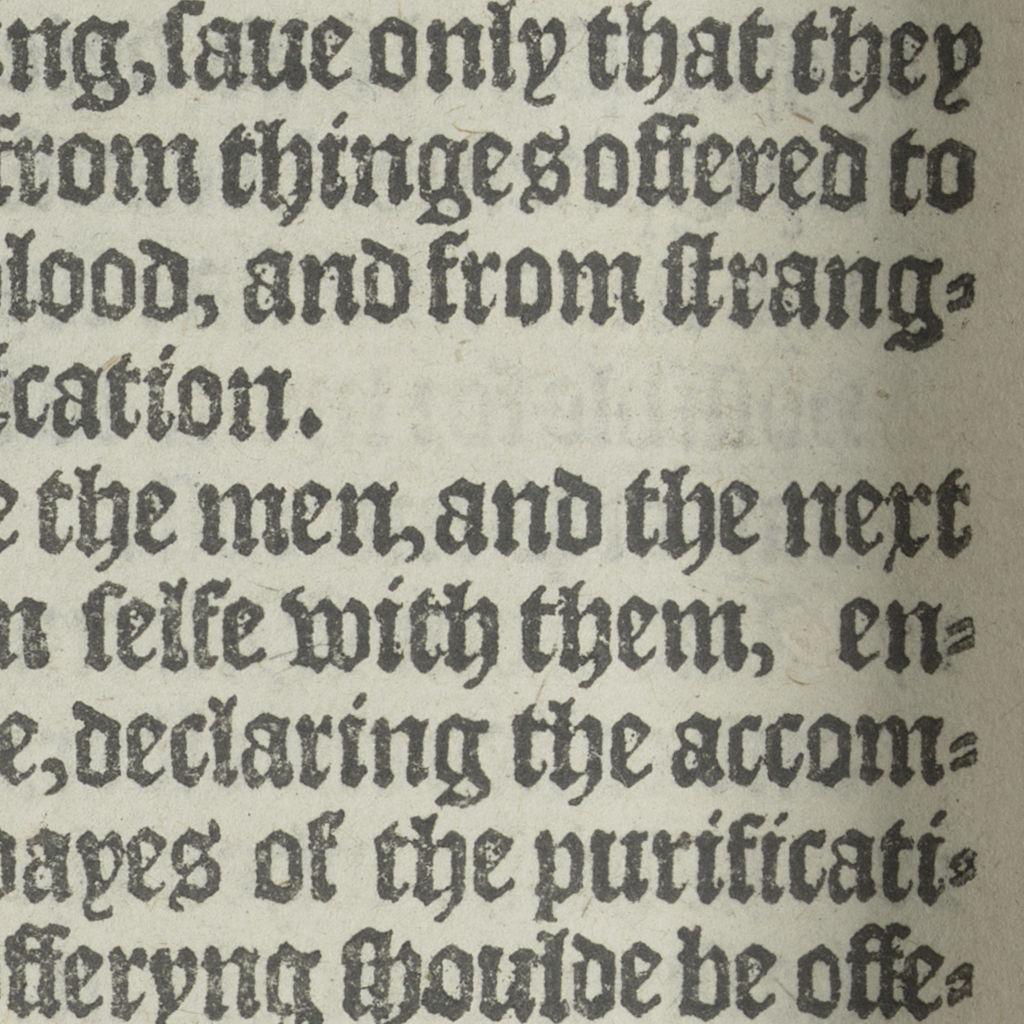 ng, ſaue only that they
from thinges offered to
lood, and from ſtrang-
cation.
e the men, and the next
n ſelfe with them, en-
e, declaring the accom-
dayes of the purificati-
fferyng ſhoulde be offe-